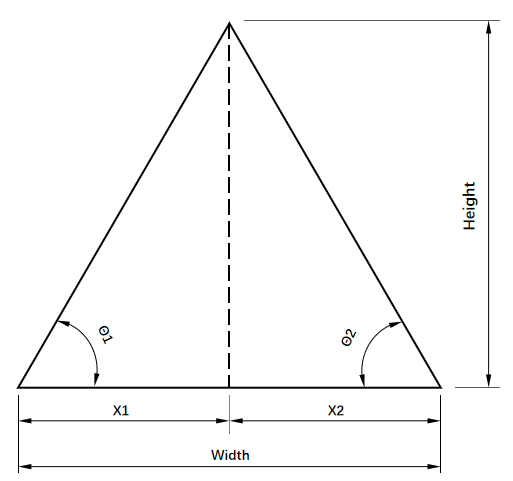 Height
Θ1
Θ2
X1
X2
Width